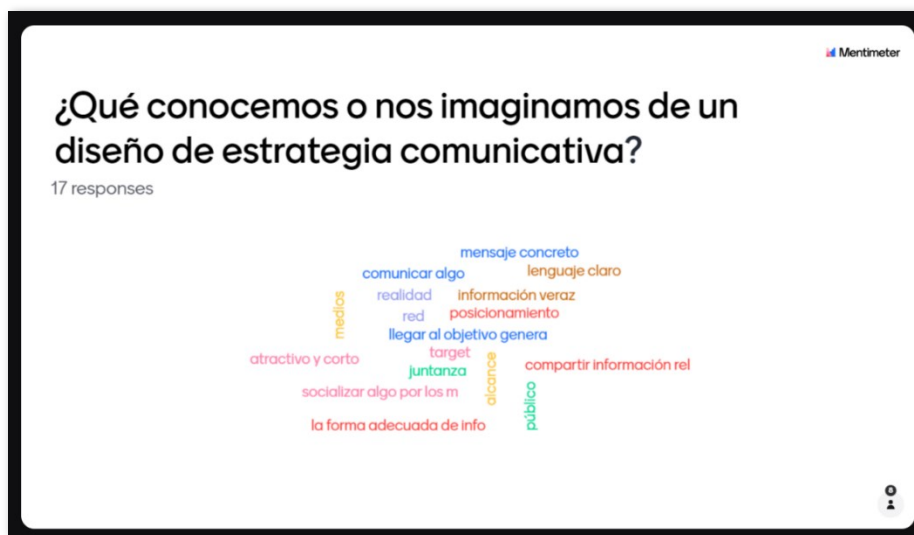 Mentimeter
¿Qué conocemos o nos imaginamos de un
diseño de estrategia comunicativa?
17 responses
mensaje concreto
comunicar algo
lenguaje claro
realidad
información veraz
medios
red
posicionamiento
llegar al objetivo genera
atractivo y corto
target
alcance
compartir información rel
juntanza
socializar algo por los m
público
la forma adecuada de info